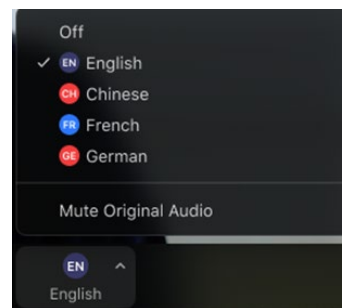 Off
✓ EN English
CH Chinese
FR French
GE German
Mute Original Audio
EN
English